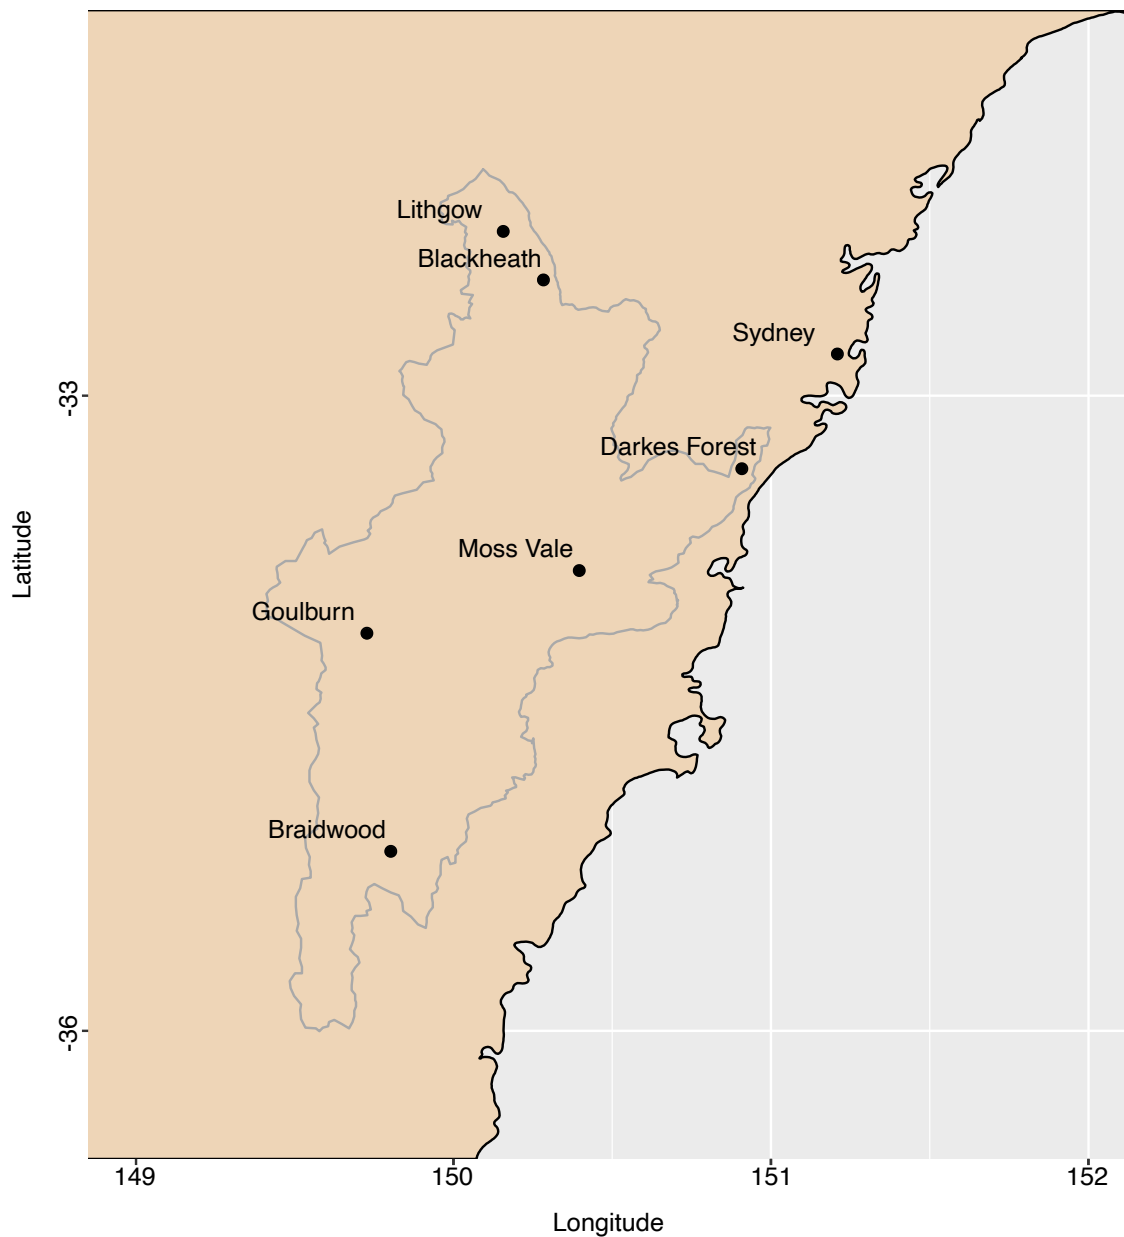 Lithgow
Blackheath
Sydney
-33
Darkes Forest
Latitude
Moss Vale
Goulburn
Braidwood
-36
149
150
151
152
Longitude